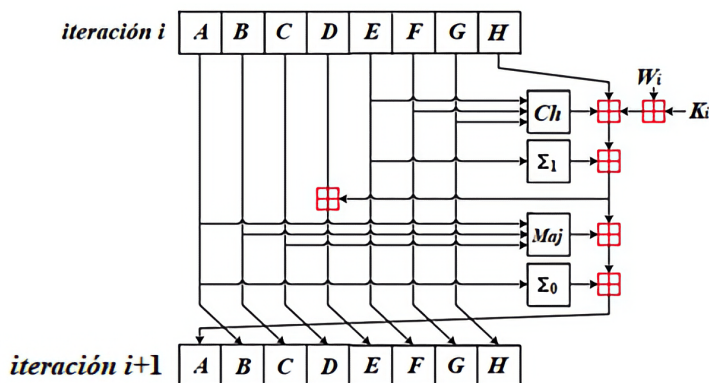 iteración i A B C D E F G H
Wᵢ
Ch Kᵢ
Σ₁
Maj
Σ₀
iteración i+1 A B C D E F G H